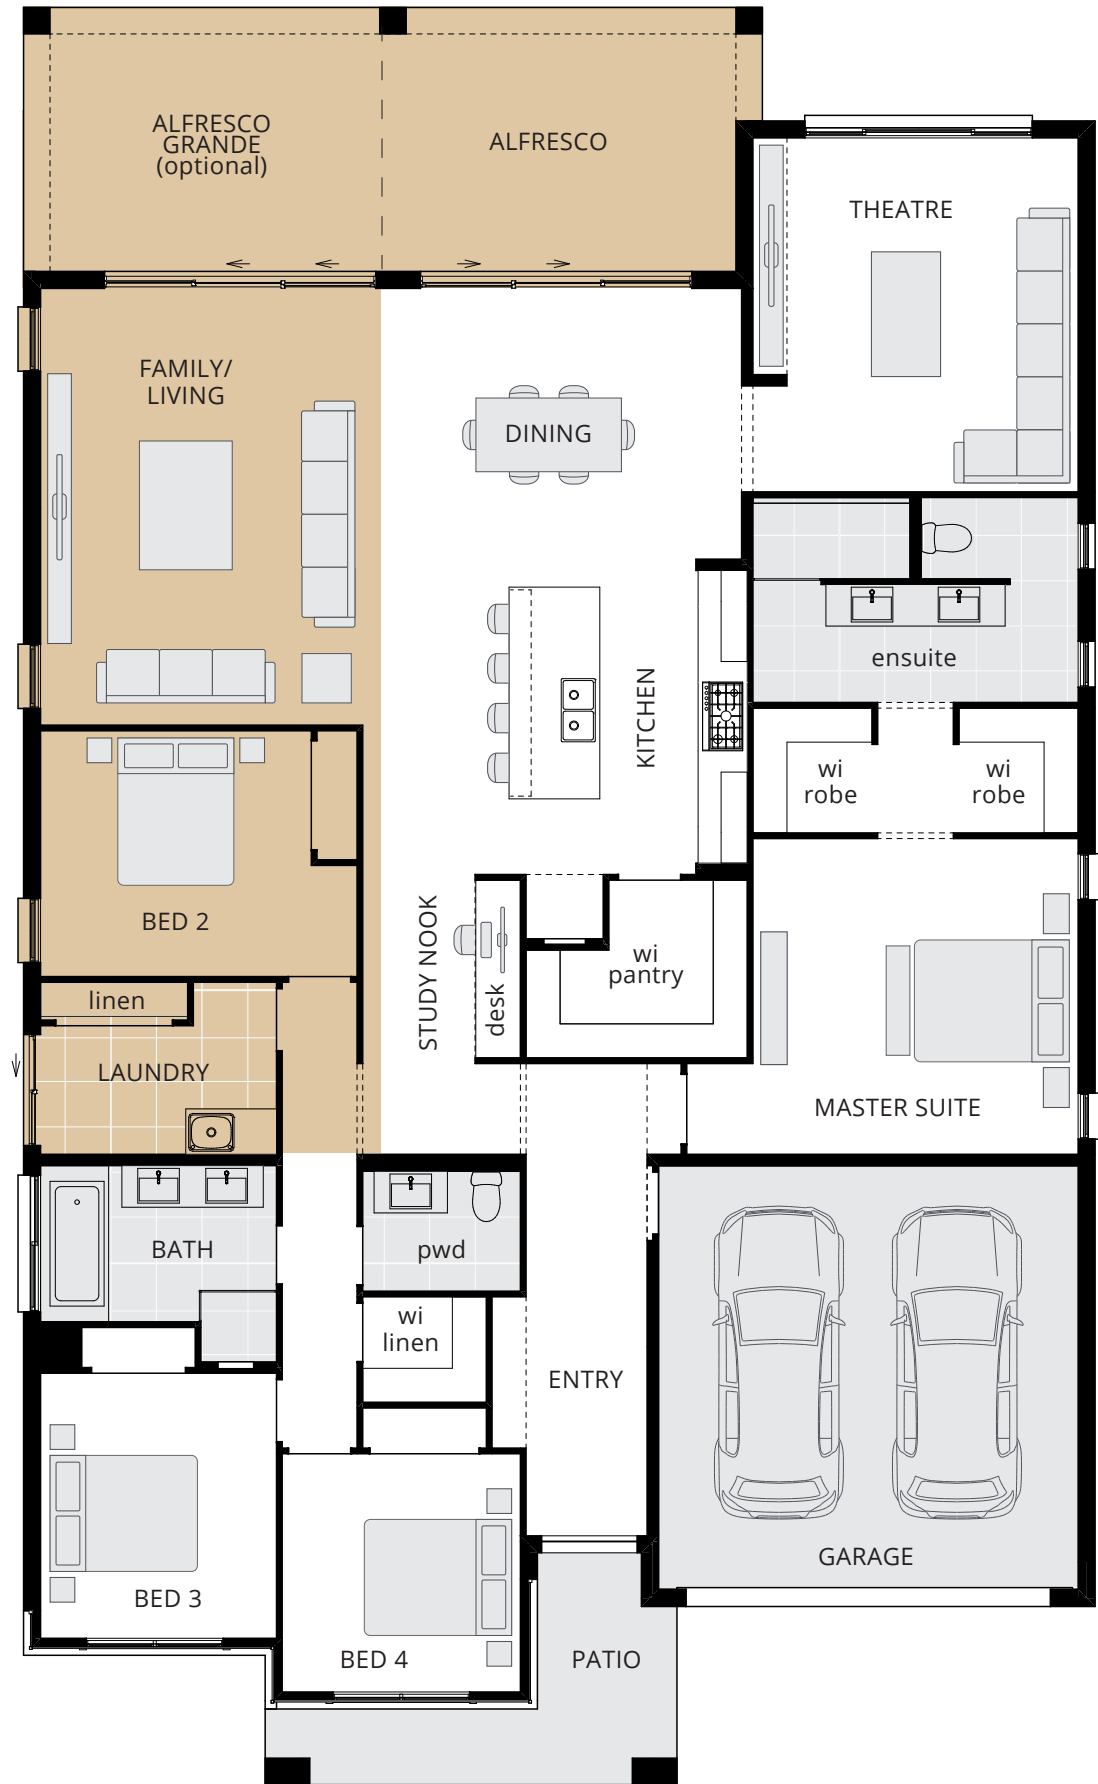 ALFRESCO
GRANDE
(optional)
ALFRESCO
THEATRE
FAMILY/
LIVING
DINING
ensuite
KITCHEN
wi
robe
wi
robe
BED 2
STUDY NOOK
desk
wi
pantry
linen
LAUNDRY
MASTER SUITE
BATH
pwd
wi
linen
ENTRY
GARAGE
BED 3
BED 4
PATIO